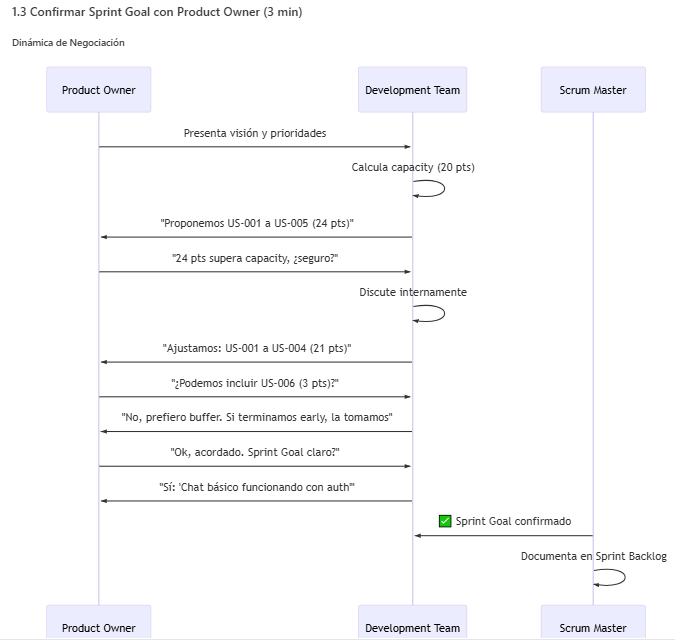 1.3 Confirmar Sprint Goal con Product Owner (3 min)
Dinámica de Negociación
Product Owner
Development Team
Scrum Master
Presenta visión y prioridades
Calcula capacity (20 pts)
"Proponemos US-001 a US-005 (24 pts)"
"24 pts supera capacity, ¿seguro?"
Discute internamente
"Ajustamos: US-001 a US-004 (21 pts)"
"¿Podemos incluir US-006 (3 pts)?"
"No, prefiero buffer. Si terminamos early, la tomamos"
"Ok, acordado. Sprint Goal claro?"
"Sí: 'Chat básico funcionando con auth'"
✅ Sprint Goal confirmado
Documenta en Sprint Backlog
Product Owner
Development Team
Scrum Master